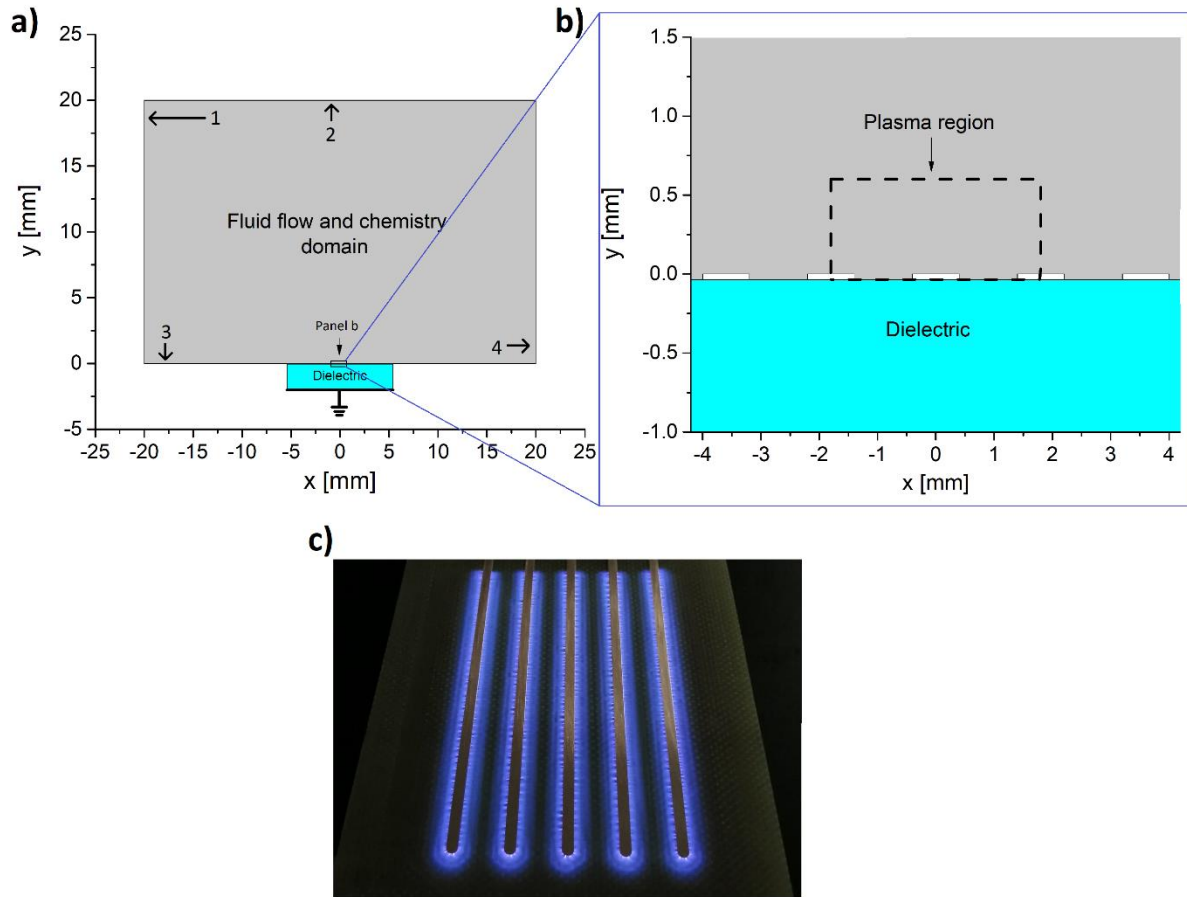 a)
25
20
15
10
5
0
-5
y [mm]
1
2
3
4
Fluid flow and chemistry
domain
Panel b
Dielectric
-25 -20 -15 -10 -5 0 5 10 15 20 25
x [mm]
b)
1.5
1.0
0.5
0.0
-0.5
-1.0
y [mm]
Plasma region
Dielectric
-4 -3 -2 -1 0 1 2 3 4
x [mm]
c)